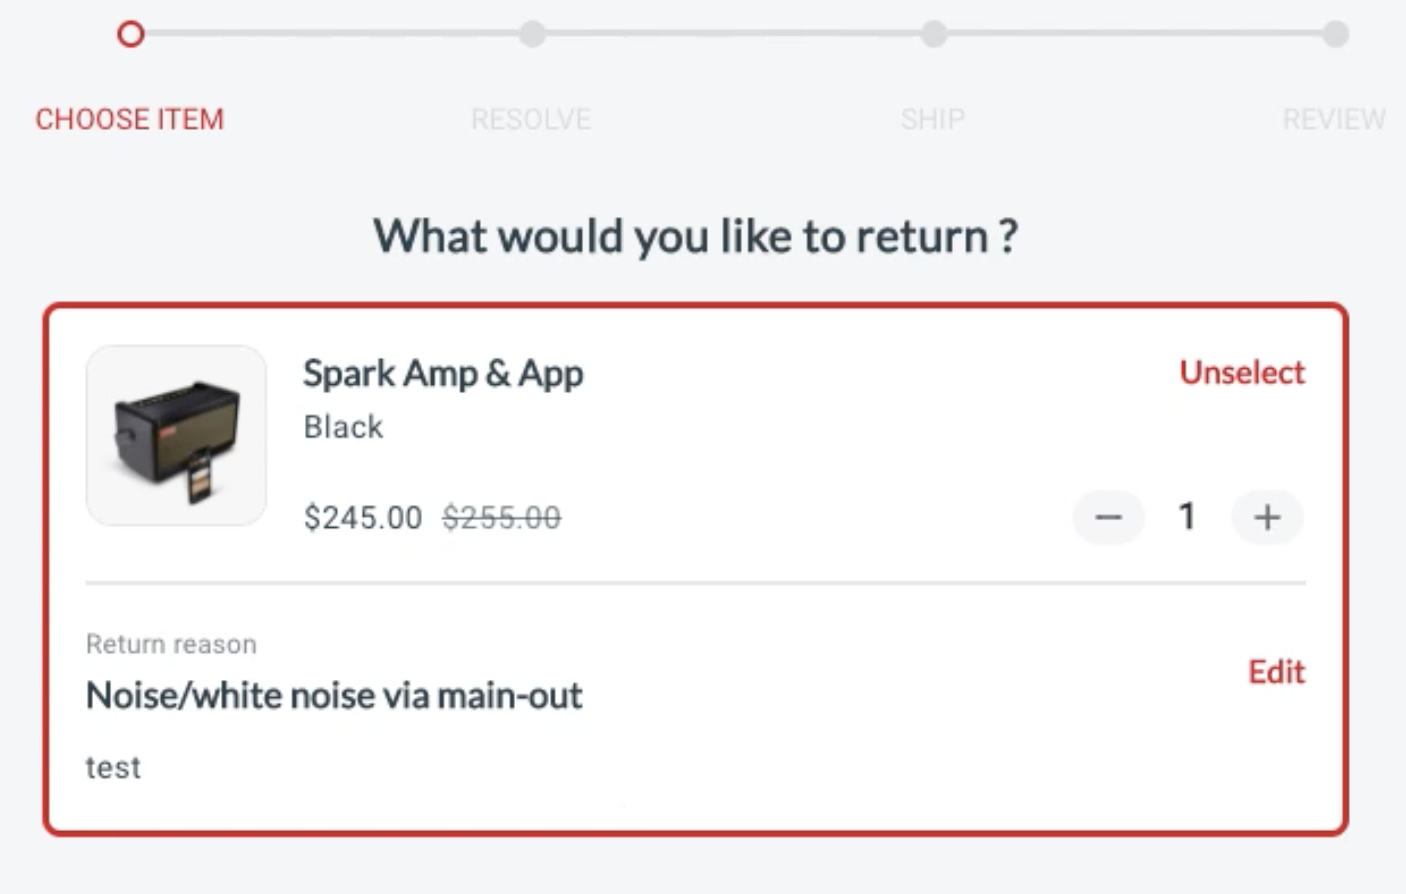 CHOOSE ITEM RESOLVE SHIP REVIEW
What would you like to return ?
Spark Amp & App Unselect
Black
$245.00 $255.00 − 1 +
Return reason
Edit
Noise/white noise via main-out
test